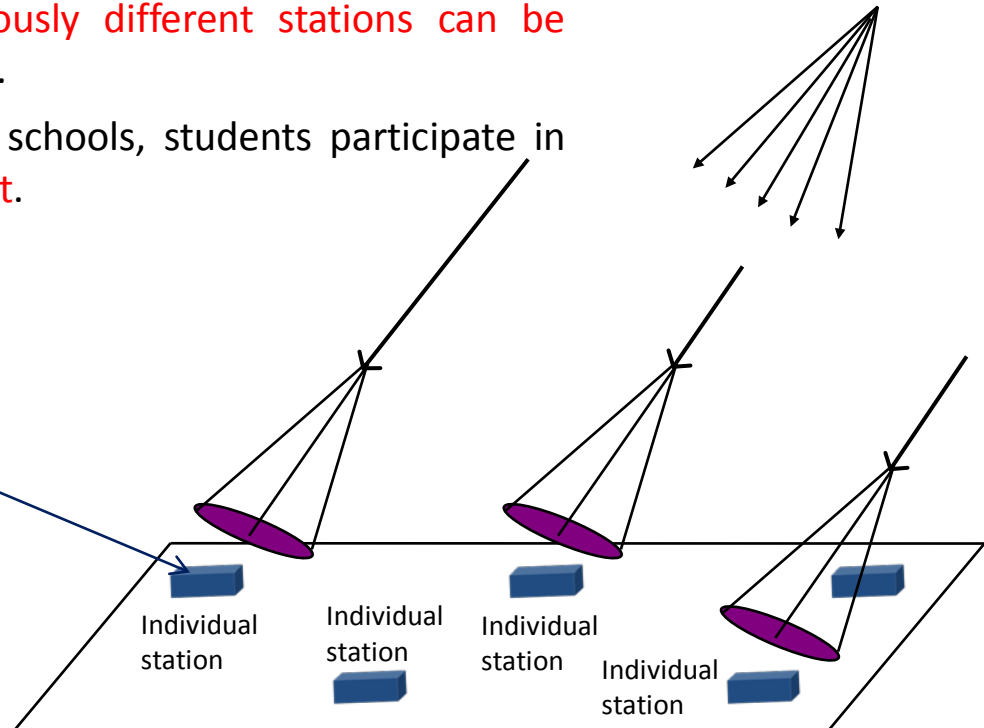 ously different stations can be
.
schools, students participate in
t.
Individual
station
Individual
station
Individual
station
Individual
station